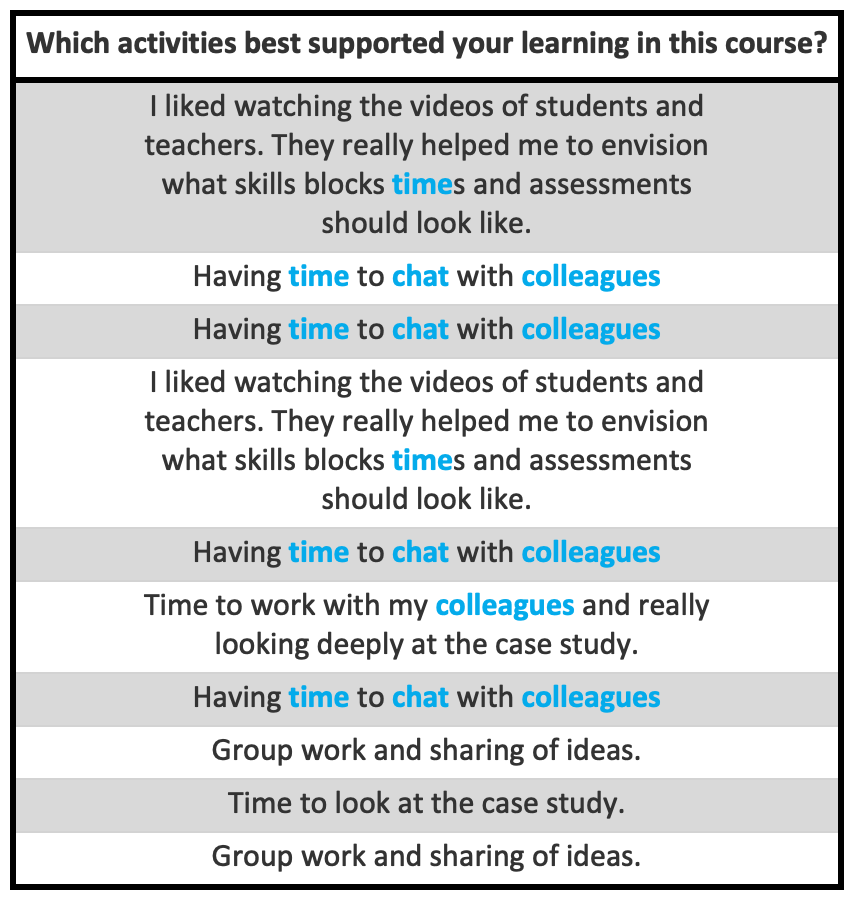 Which activities best supported your learning in this course?
I liked watching the videos of students and
teachers. They really helped me to envision
what skills blocks times and assessments
should look like.
Having time to chat with colleagues
Having time to chat with colleagues
I liked watching the videos of students and
teachers. They really helped me to envision
what skills blocks times and assessments
should look like.
Having time to chat with colleagues
Time to work with my colleagues and really
looking deeply at the case study.
Having time to chat with colleagues
Group work and sharing of ideas.
Time to look at the case study.
Group work and sharing of ideas.